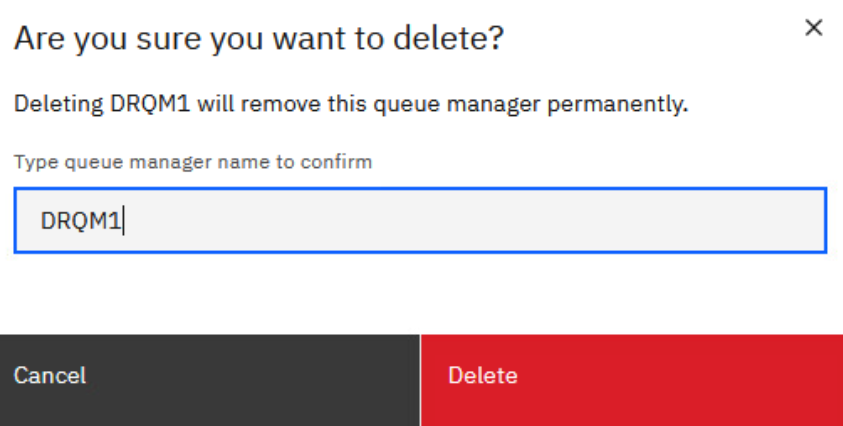 Are you sure you want to delete?
Deleting DRQM1 will remove this queue manager permanently.
Type queue manager name to confirm
DRQM1
Cancel
Delete